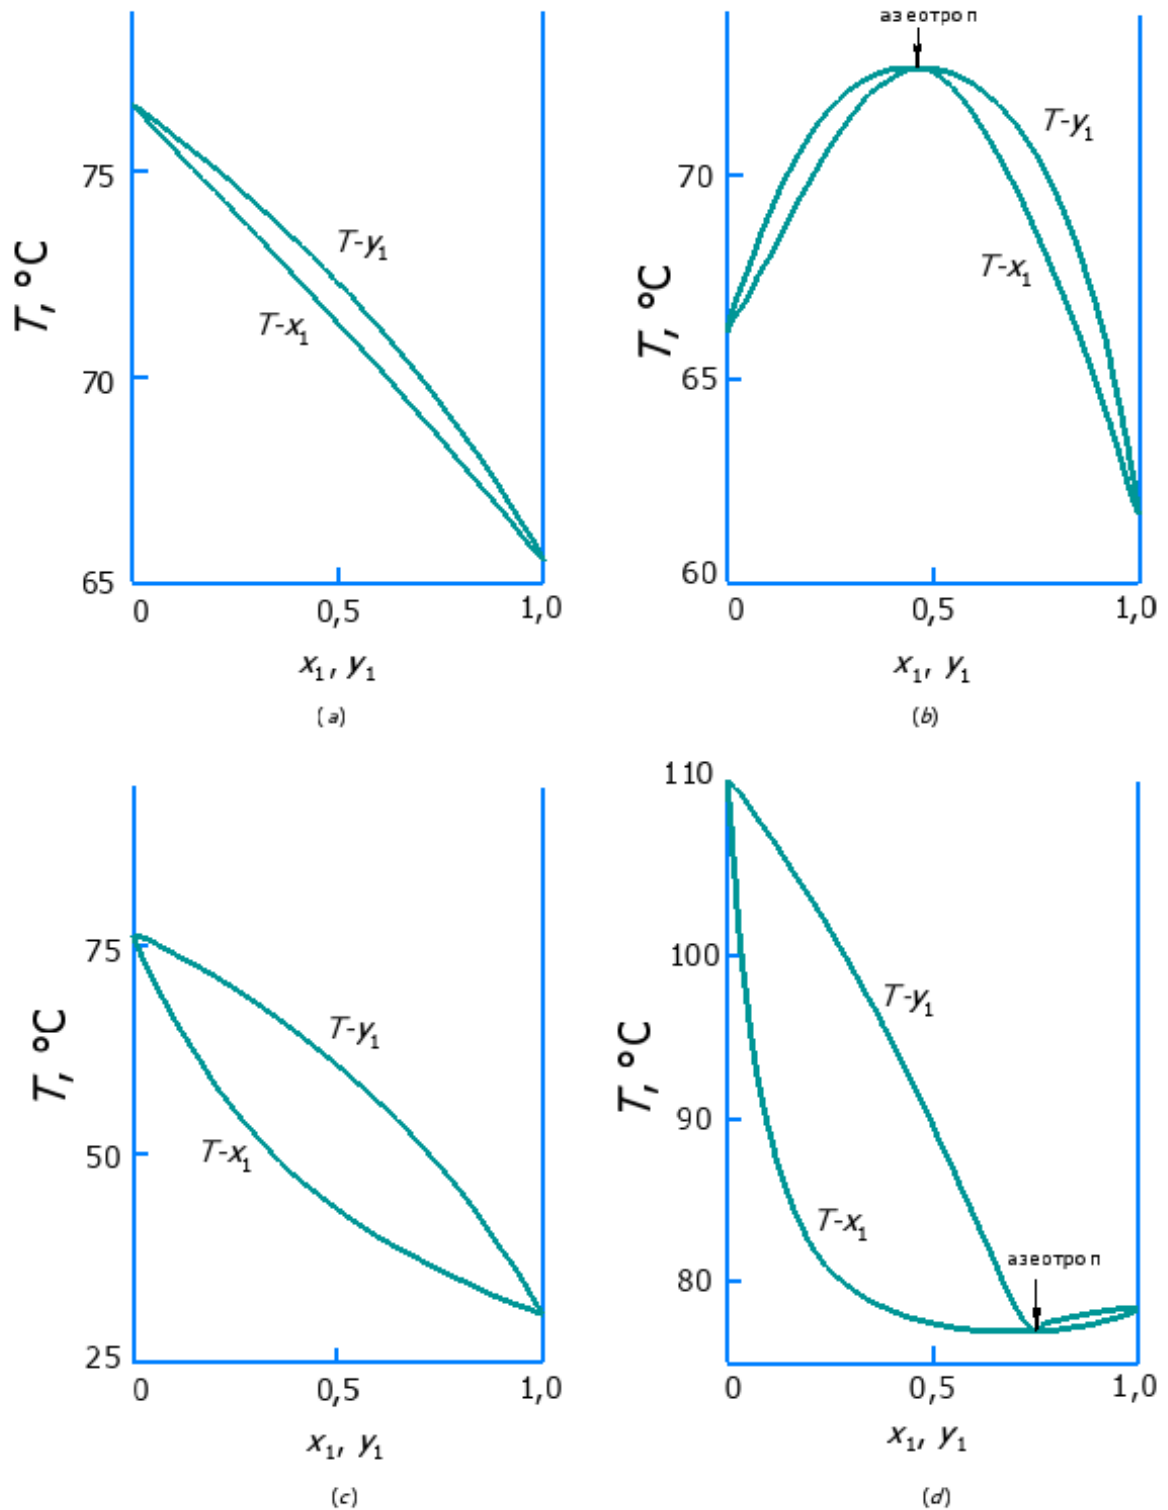 75
70
65
T, °C
T-y₁
T-x₁
0
0,5
1,0
x₁, y₁
(a)
азеотроп
70
65
60
T, °C
T-y₁
T-x₁
0
0,5
1,0
x₁, y₁
(b)
75
50
25
T, °C
T-y₁
T-x₁
0
0,5
1,0
x₁, y₁
(c)
110
100
90
80
T, °C
T-y₁
T-x₁
азеотроп
0
0,5
1,0
x₁, y₁
(d)